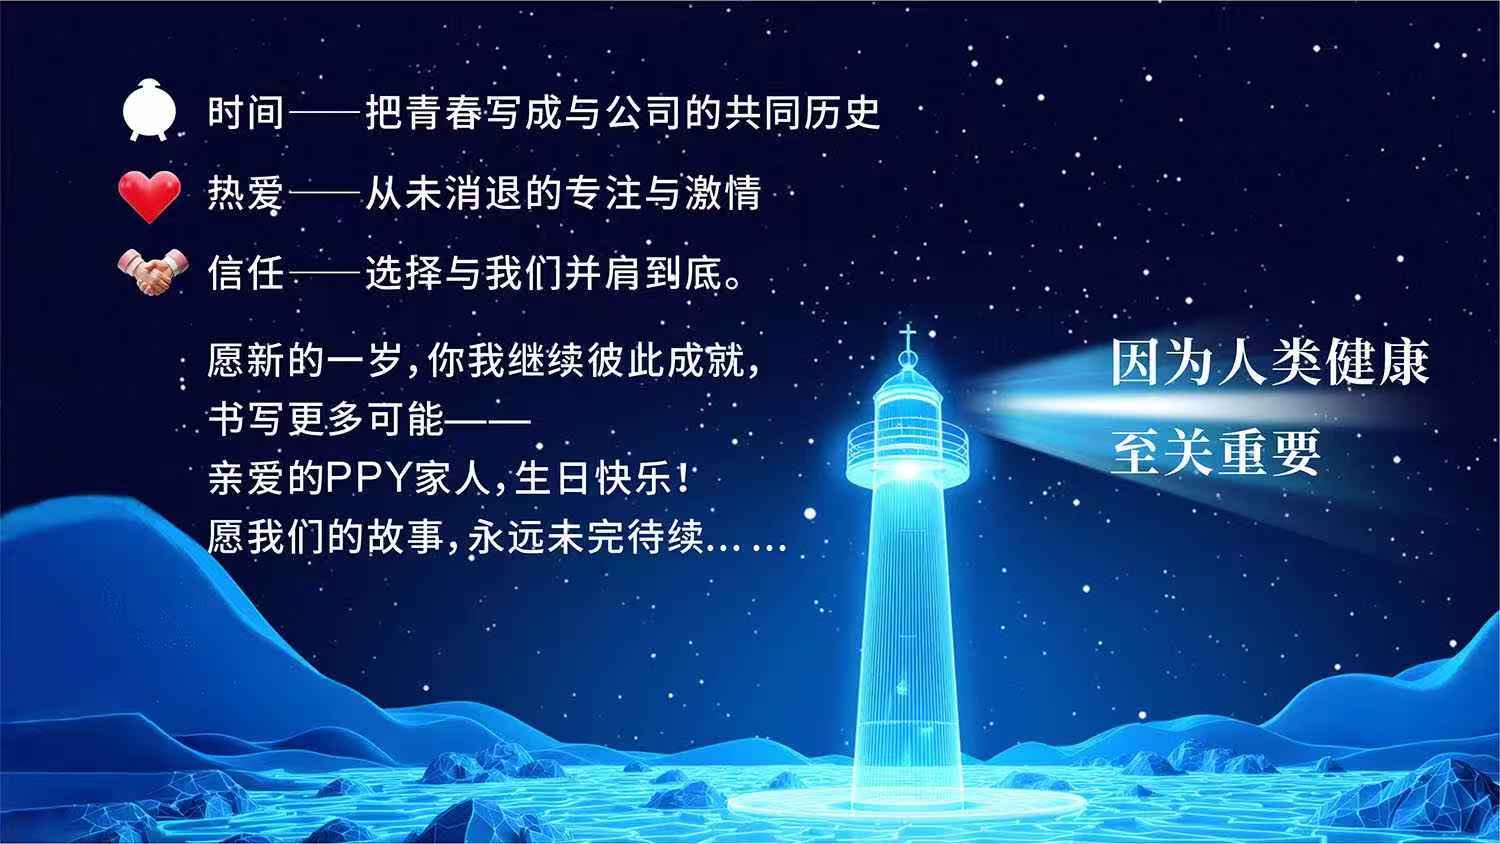 时间——把青春写成与公司的共同历史
热爱——从未消退的专注与激情
信任——选择与我们并肩到底。
愿新的一岁，你我继续彼此成就，
书写更多可能——
亲爱的PPY家人，生日快乐！
愿我们的故事，永远未完待续... ...
因为人类健康
至关重要